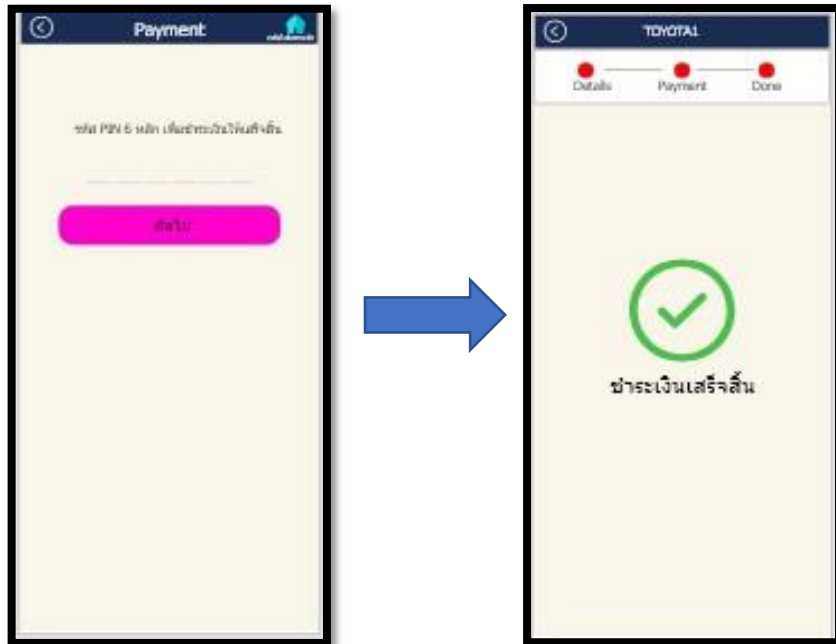 Payment
รหัส PIN 6 หลัก เพื่อชำระเงินให้เสร็จสิ้น
ถัดไป
TOYOTA1
Details Payment Done
ชำระเงินเสร็จสิ้น